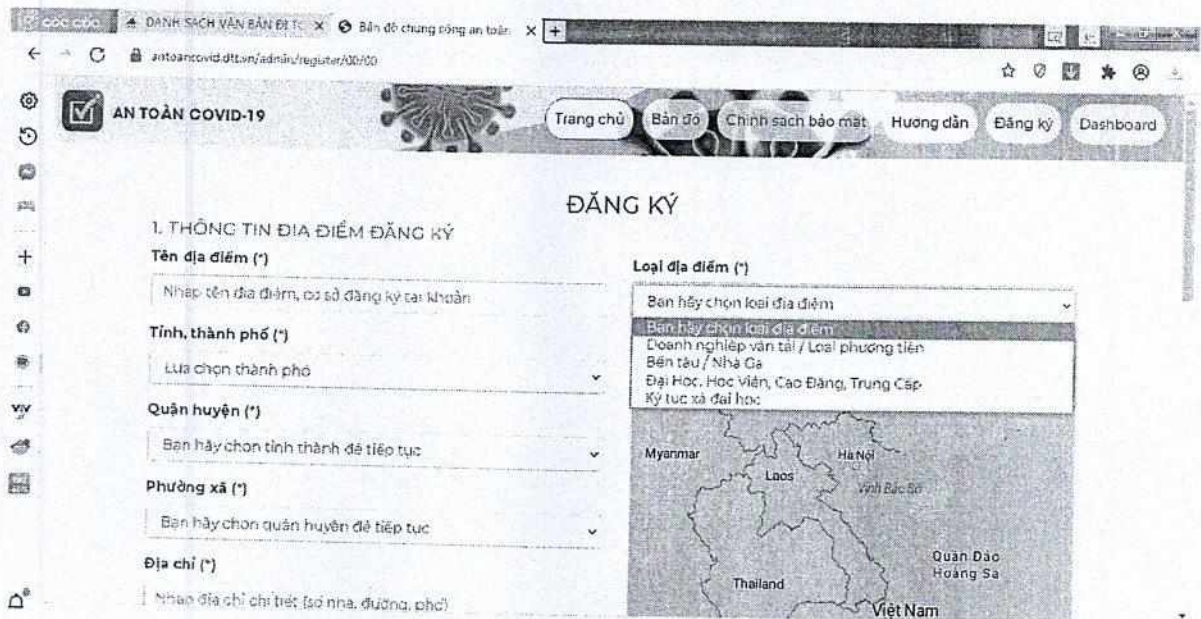 cốc cốc
DANH SÁCH VĂN BẢN ĐI
Bản đồ chung sống an toàn
antoancovid.dtt.vn/admin/register/00/00
AN TOÀN COVID-19
Trang chủ
Bản đồ
Chính sách bảo mật
Hướng dẫn
Đăng ký
Dashboard
ĐĂNG KÝ
1. THÔNG TIN ĐỊA ĐIỂM ĐĂNG KÝ
Tên địa điểm (*)
Nhập tên địa điểm, cơ sở đăng ký tài khoản
Tỉnh, thành phố (*)
Lựa chọn thành phố
Quận huyện (*)
Bạn hãy chọn tỉnh thành để tiếp tục
Phường xã (*)
Bạn hãy chọn quận huyện để tiếp tục
Địa chỉ (*)
Nhập địa chỉ chi tiết (số nhà, đường, phố)
Loại địa điểm (*)
Bạn hãy chọn loại địa điểm
Bạn hãy chọn loại địa điểm
Doanh nghiệp vận tải / Loại phương tiện
Bến tàu / Nhà Ga
Đại Học, Học Viện, Cao Đẳng, Trung Cấp
Ký túc xá đại học
Myanmar
Hà Nội
Laos
Vịnh Bắc Bộ
Quần Đảo
Hoàng Sa
Thailand
Việt Nam